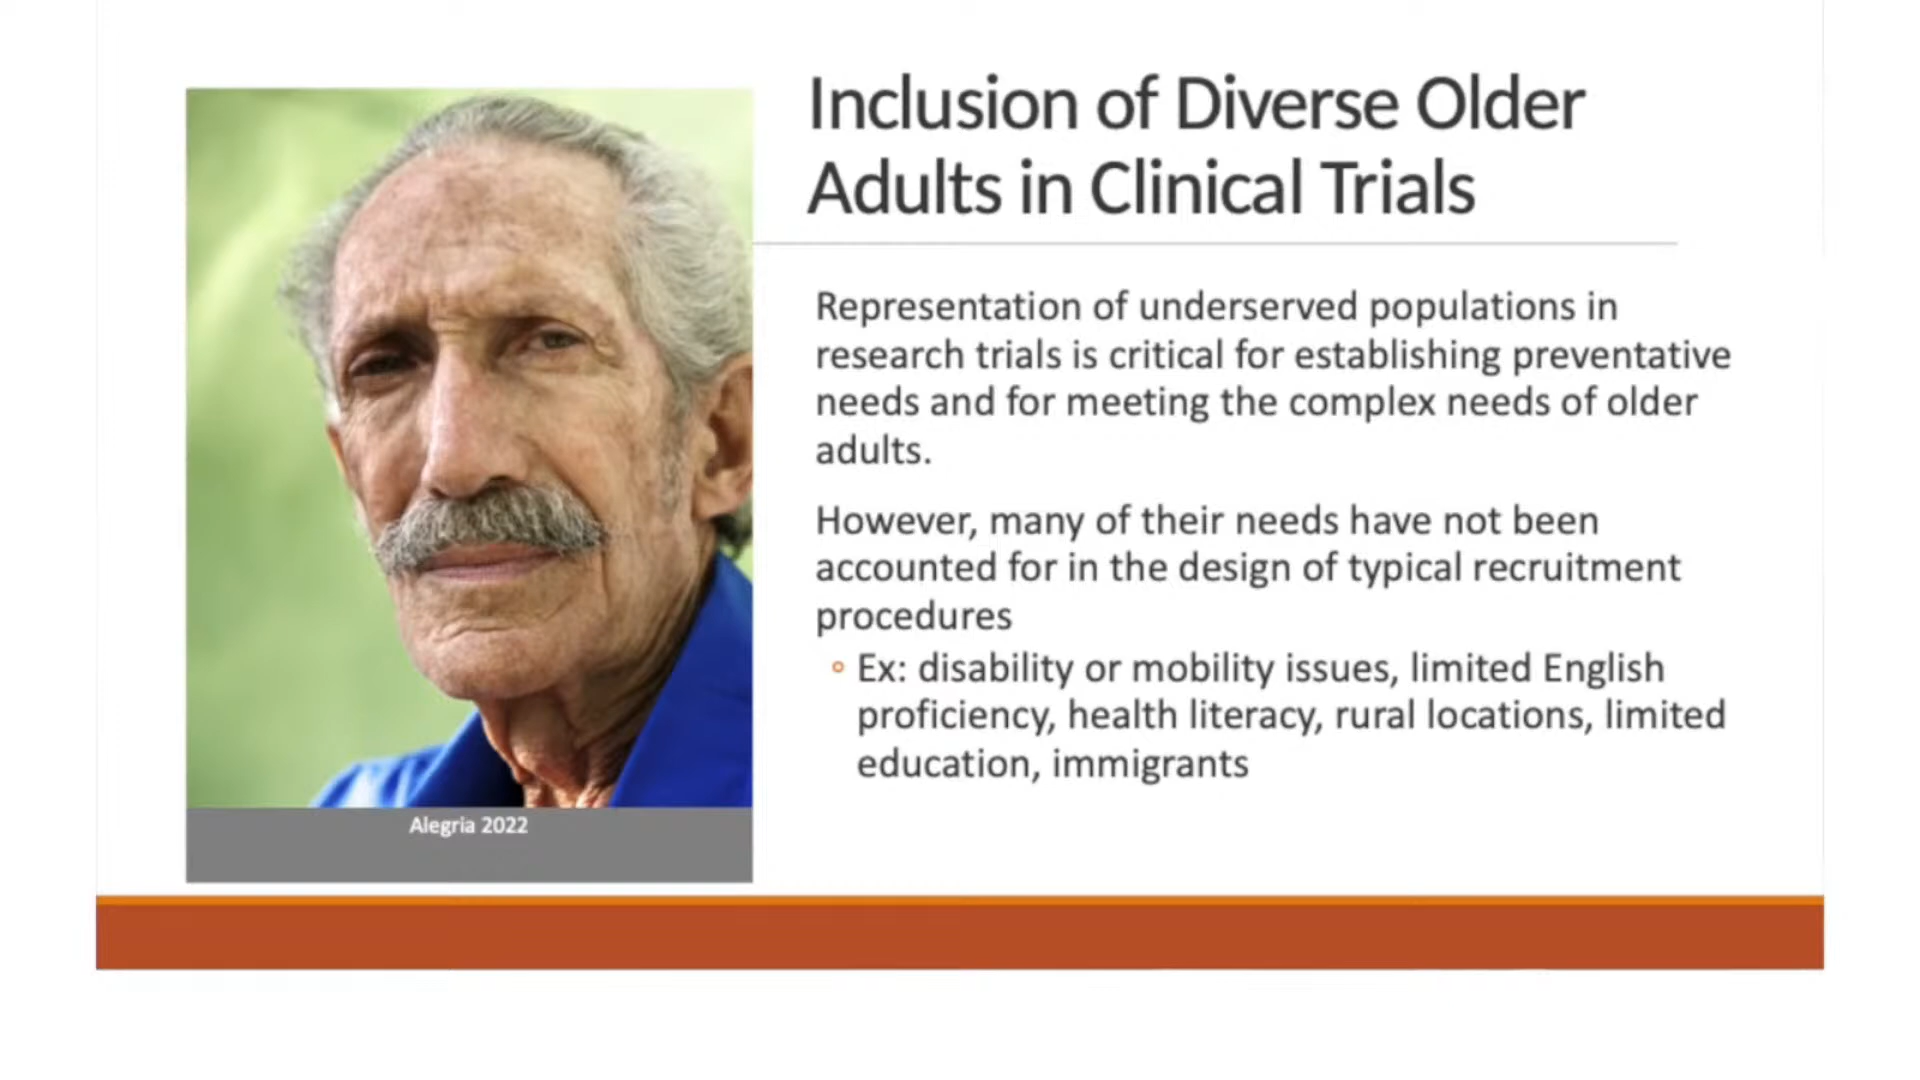 Inclusion of Diverse Older
Adults in Clinical Trials
Representation of underserved populations in
research trials is critical for establishing preventative
needs and for meeting the complex needs of older
adults.
However, many of their needs have not been
accounted for in the design of typical recruitment
procedures
Ex: disability or mobility issues, limited English
proficiency, health literacy, rural locations, limited
education, immigrants
Alegria 2022